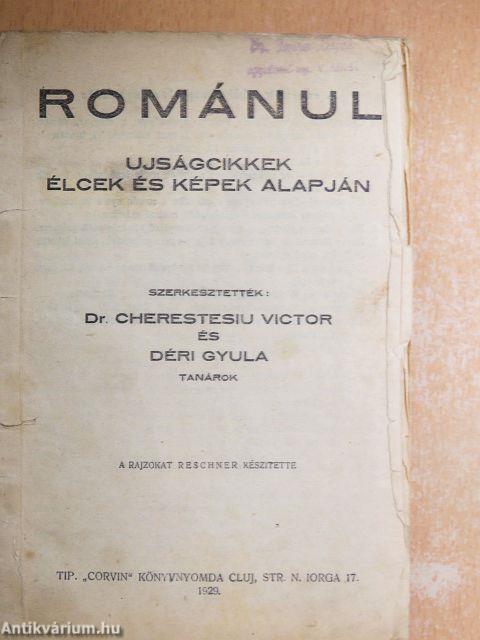 Dr.
ROMÁNUL
UJSÁGCIKKEK
ÉLCEK ÉS KÉPEK ALAPJÁN
SZERKESZTETTÉK:
Dr. CHERESTESIU VICTOR
ÉS
DÉRI GYULA
TANÁROK
A RAJZOKAT RESCHNER KÉSZITETTE
TIP. „CORVIN" KÖNYVNYOMDA CLUJ, STR. N. IORGA 17.
1929.
Antikvárium.hu